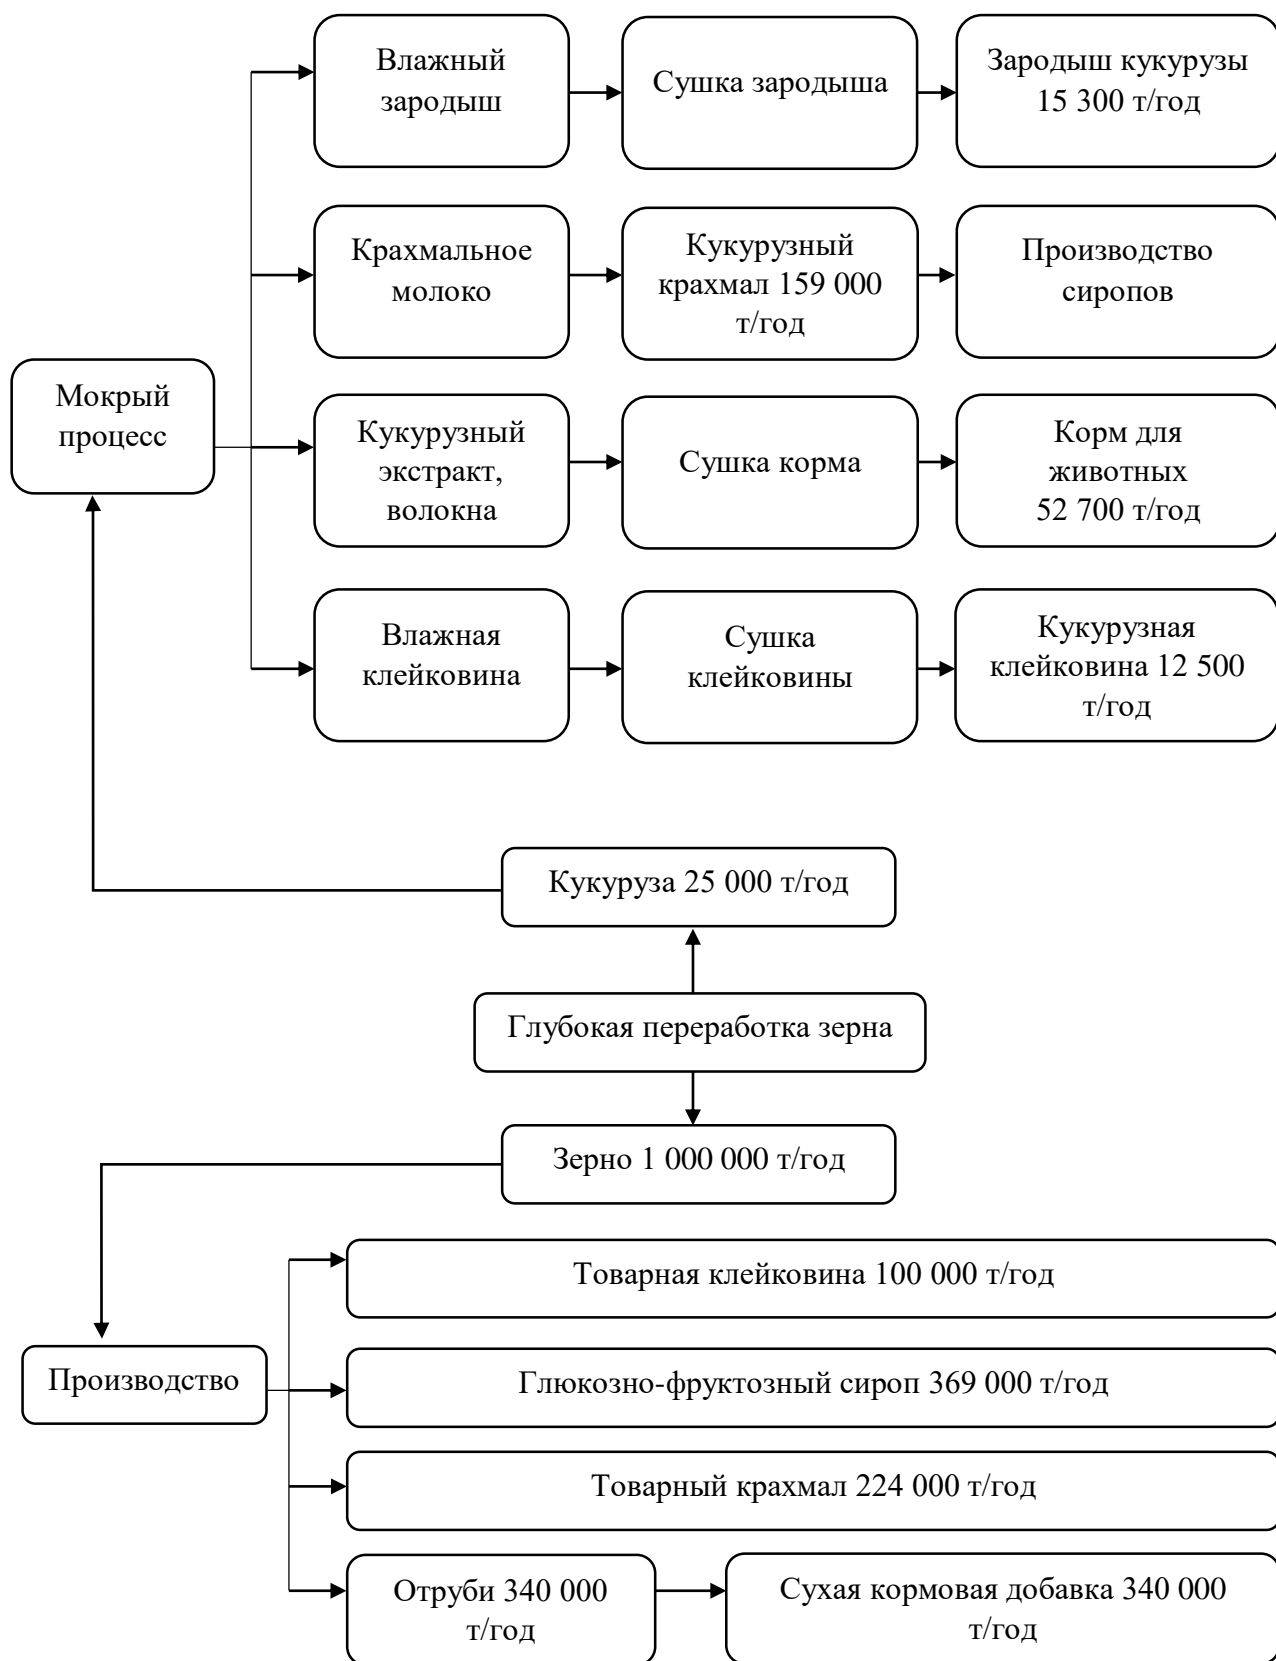 Влажный
зародыш
Сушка зародыша
Зародыш кукурузы
15 300 т/год
Крахмальное
молоко
Кукурузный
крахмал 159 000
т/год
Производство
сиропов
Мокрый
процесс
Кукурузный
экстракт,
волокна
Сушка корма
Корм для
животных
52 700 т/год
Влажная
клейковина
Сушка
клейковины
Кукурузная
клейковина 12 500
т/год
Кукуруза 25 000 т/год
Глубокая переработка зерна
Зерно 1 000 000 т/год
Товарная клейковина 100 000 т/год
Производство
Глюкозно-фруктозный сироп 369 000 т/год
Товарный крахмал 224 000 т/год
Отруби 340 000
т/год
Сухая кормовая добавка 340 000
т/год